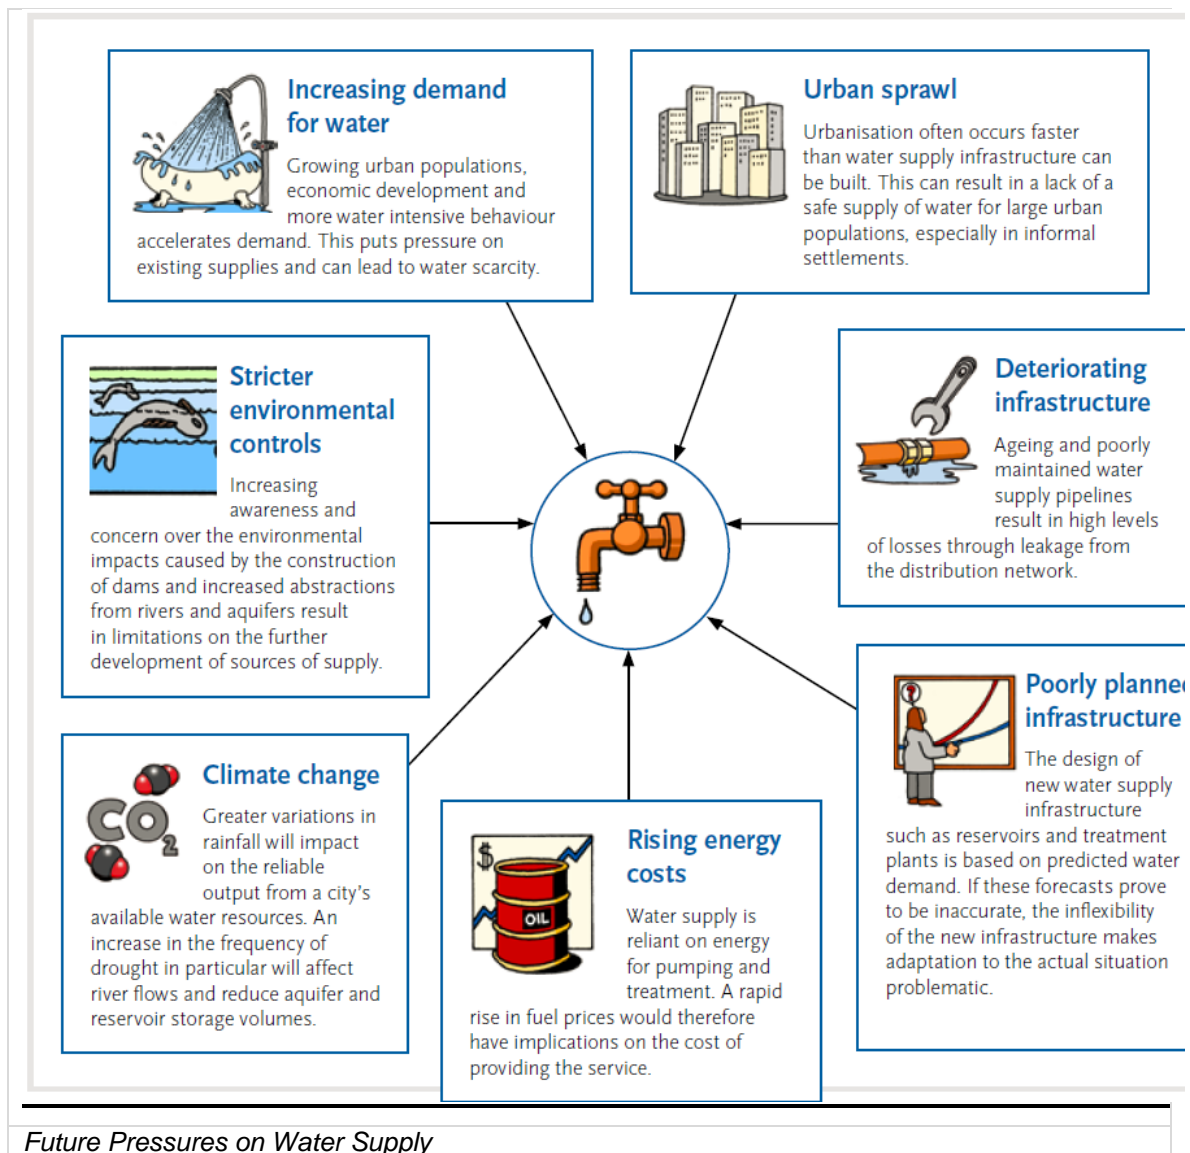 Increasing demand
for water
Growing urban populations,
economic development and
more water intensive behaviour
accelerates demand. This puts pressure on
existing supplies and can lead to water scarcity.
Urban sprawl
Urbanisation often occurs faster
than water supply infrastructure can
be built. This can result in a lack of a
safe supply of water for large urban
populations, especially in informal
settlements.
Stricter
environmental
controls
Increasing
awareness and
concern over the environmental
impacts caused by the construction
of dams and increased abstractions
from rivers and aquifers result
in limitations on the further
development of sources of supply.
Deteriorating
infrastructure
Ageing and poorly
maintained water
supply pipelines
result in high levels
of losses through leakage from
the distribution network.
Climate change
CO2
Greater variations in
rainfall will impact
on the reliable
output from a city's
available water resources. An
increase in the frequency of
drought in particular will affect
river flows and reduce aquifer and
reservoir storage volumes.
$
OIL
Rising energy
costs
Water supply is
reliant on energy
for pumping and
treatment. A rapid
rise in fuel prices would therefore
have implications on the cost of
providing the service.
?
Poorly planne
infrastructure
The design of
new water supply
infrastructure
such as reservoirs and treatment
plants is based on predicted water
demand. If these forecasts prove
to be inaccurate, the inflexibility
of the new infrastructure makes
adaptation to the actual situation
problematic.
Future Pressures on Water Supply